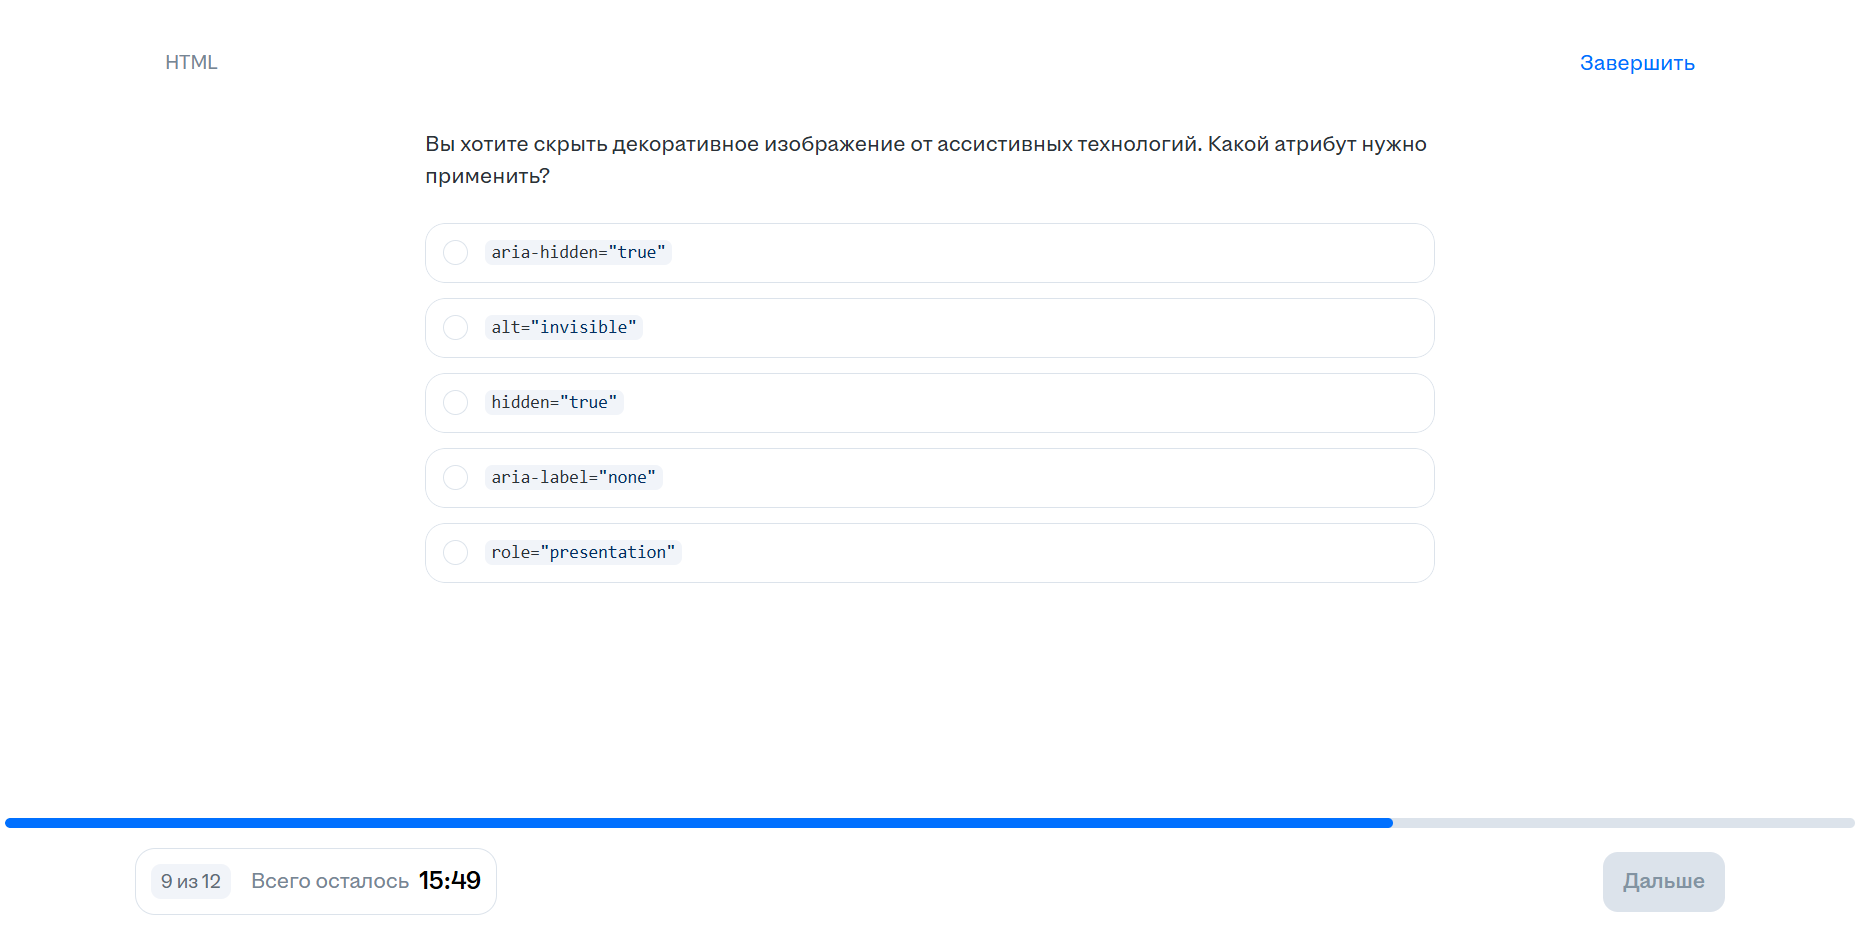 HTML
Завершить
Вы хотите скрыть декоративное изображение от ассистивных технологий. Какой атрибут нужно
применить?
aria-hidden="true"
alt="invisible"
hidden="true"
aria-label="none"
role="presentation"
9 из 12
Всего осталось 15:49
Дальше